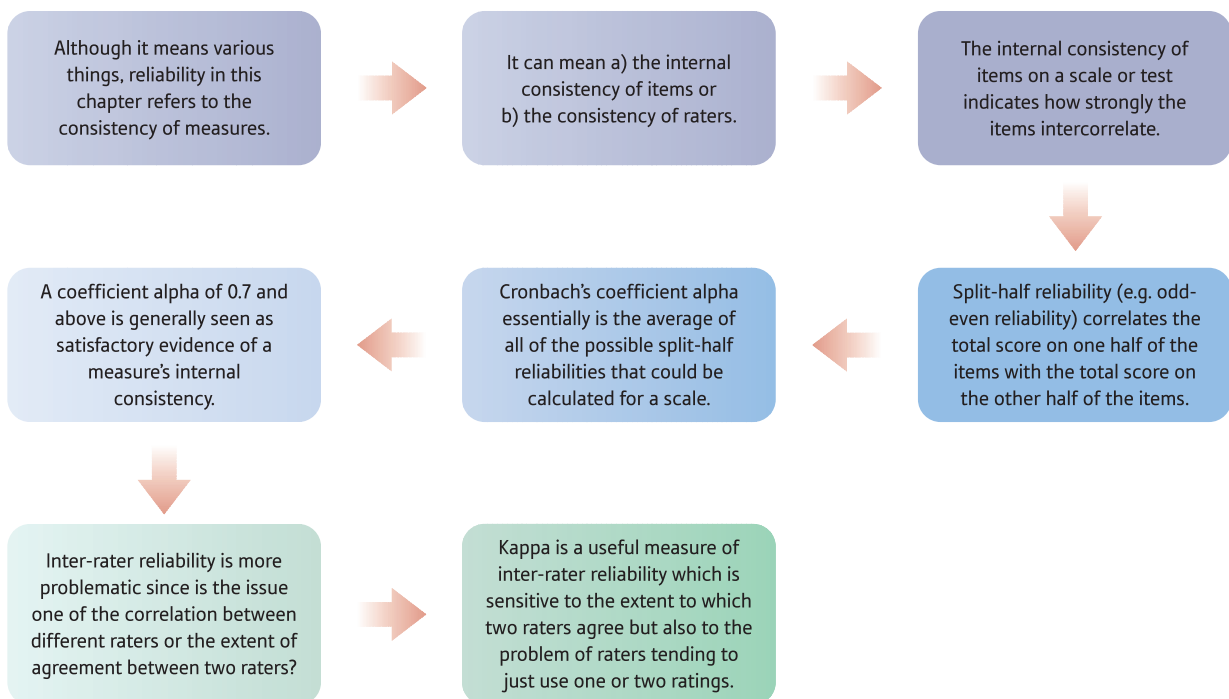 Although it means various
things, reliability in this
chapter refers to the
consistency of measures.
It can mean a) the internal
consistency of items or
b) the consistency of raters.
The internal consistency of
items on a scale or test
indicates how strongly the
items intercorrelate.
Split-half reliability (e.g. odd-
even reliability) correlates the
total score on one half of the
items with the total score on
the other half of the items.
Cronbach’s coefficient alpha
essentially is the average of
all of the possible split-half
reliabilities that could be
calculated for a scale.
A coefficient alpha of 0.7 and
above is generally seen as
satisfactory evidence of a
measure’s internal
consistency.
Inter-rater reliability is more
problematic since is the issue
one of the correlation between
different raters or the extent of
agreement between two raters?
Kappa is a useful measure of
inter-rater reliability which is
sensitive to the extent to which
two raters agree but also to the
problem of raters tending to
just use one or two ratings.